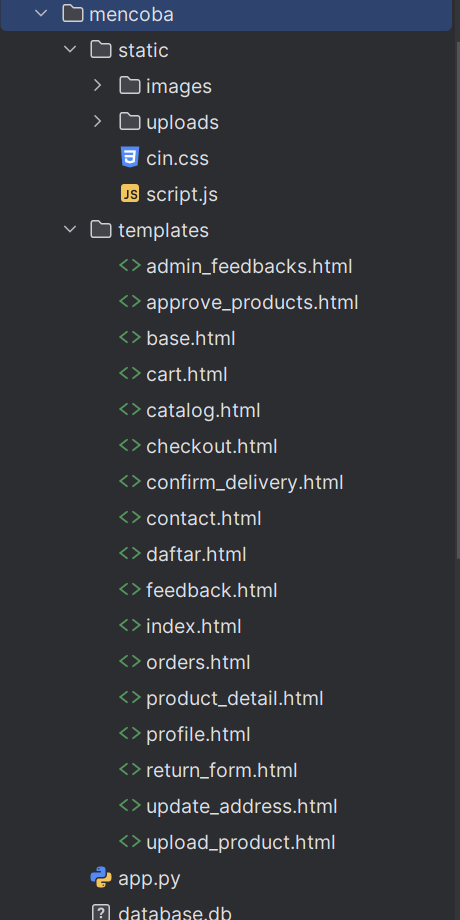 mencoba
static
images
uploads
cin.css
JS script.js
templates
<> admin_feedbacks.html
<> approve_products.html
<> base.html
<> cart.html
<> catalog.html
<> checkout.html
<> confirm_delivery.html
<> contact.html
<> daftar.html
<> feedback.html
<> index.html
<> orders.html
<> product_detail.html
<> profile.html
<> return_form.html
<> update_address.html
<> upload_product.html
app.py
? database.db